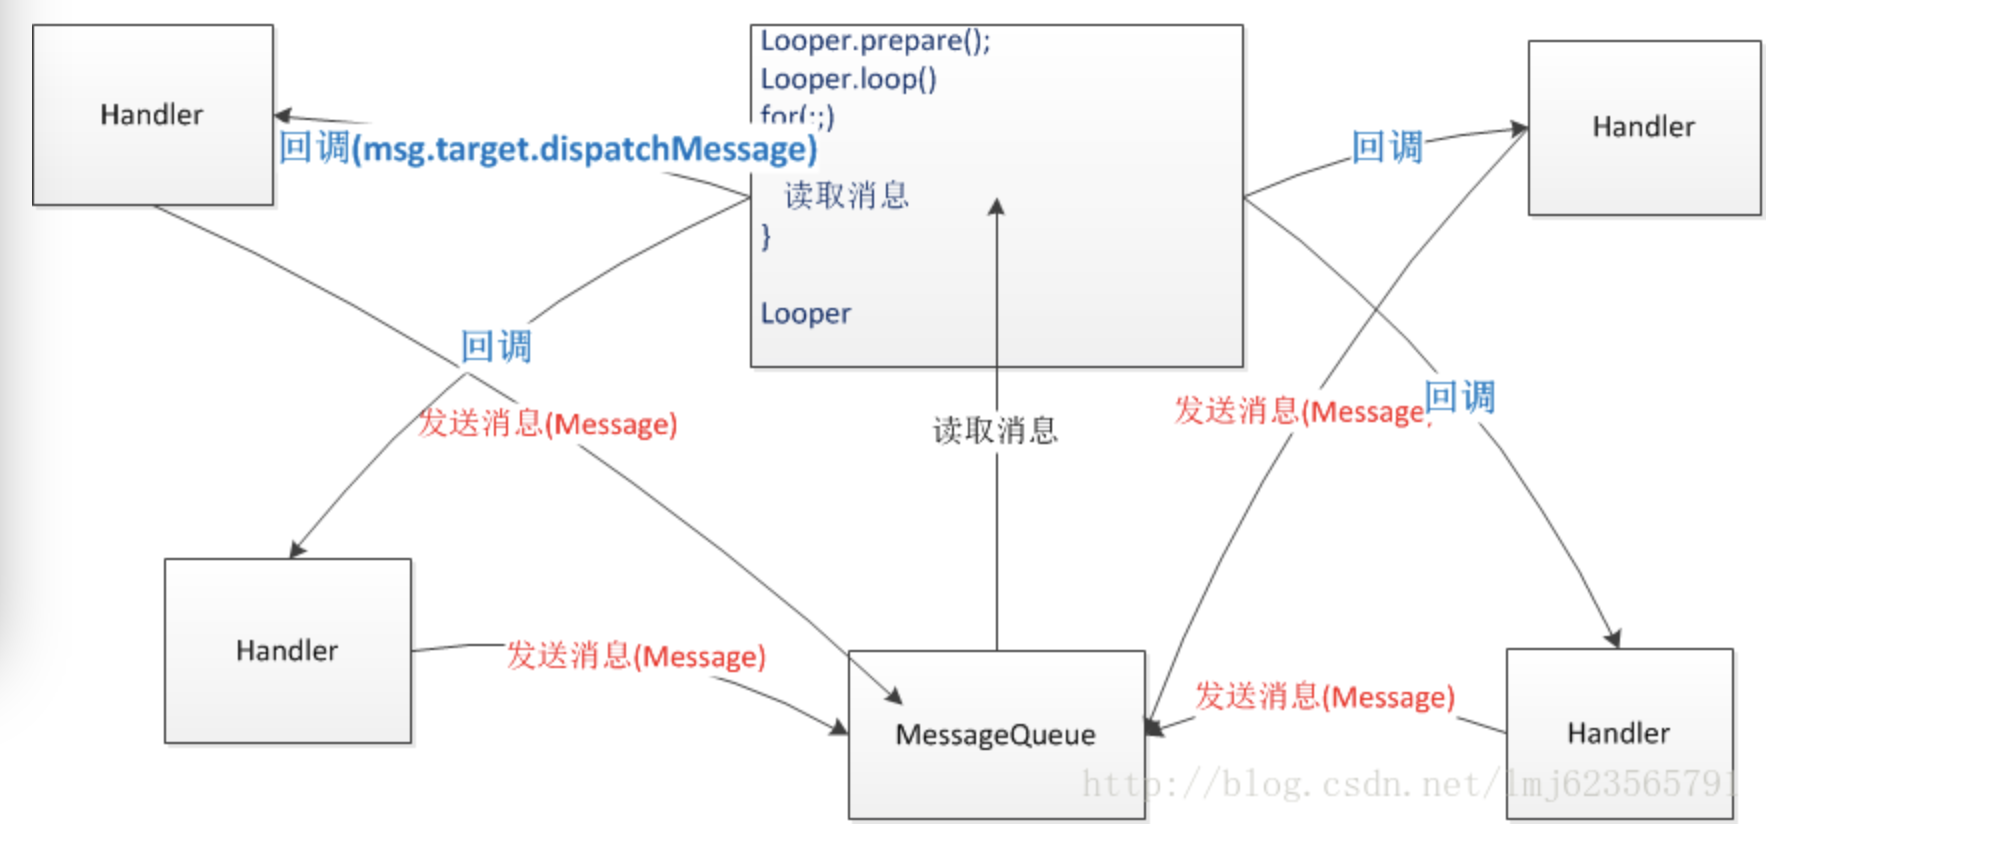 Handler
Looper.prepare();
Looper.loop()
for(;;)
回调(msg.target.dispatchMessage)
读取消息
}
Looper
回调
Handler
回调
发送消息(Message)
读取消息
发送消息(Message
回调
Handler
发送消息(Message)
MessageQueue
发送消息(Message)
Handler
http://blog.csdn.net/lmj623565791